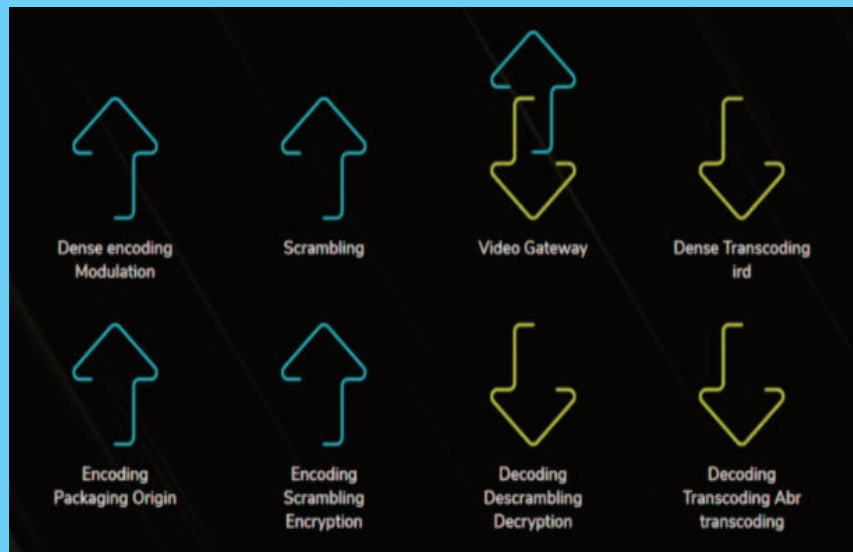 Dense encoding
Modulation
Scrambling
Video Gateway
Dense Transcoding
ird
Encoding
Packaging Origin
Encoding
Scrambling
Encryption
Decoding
Descrambling
Decryption
Decoding
Transcoding Abr
transcoding